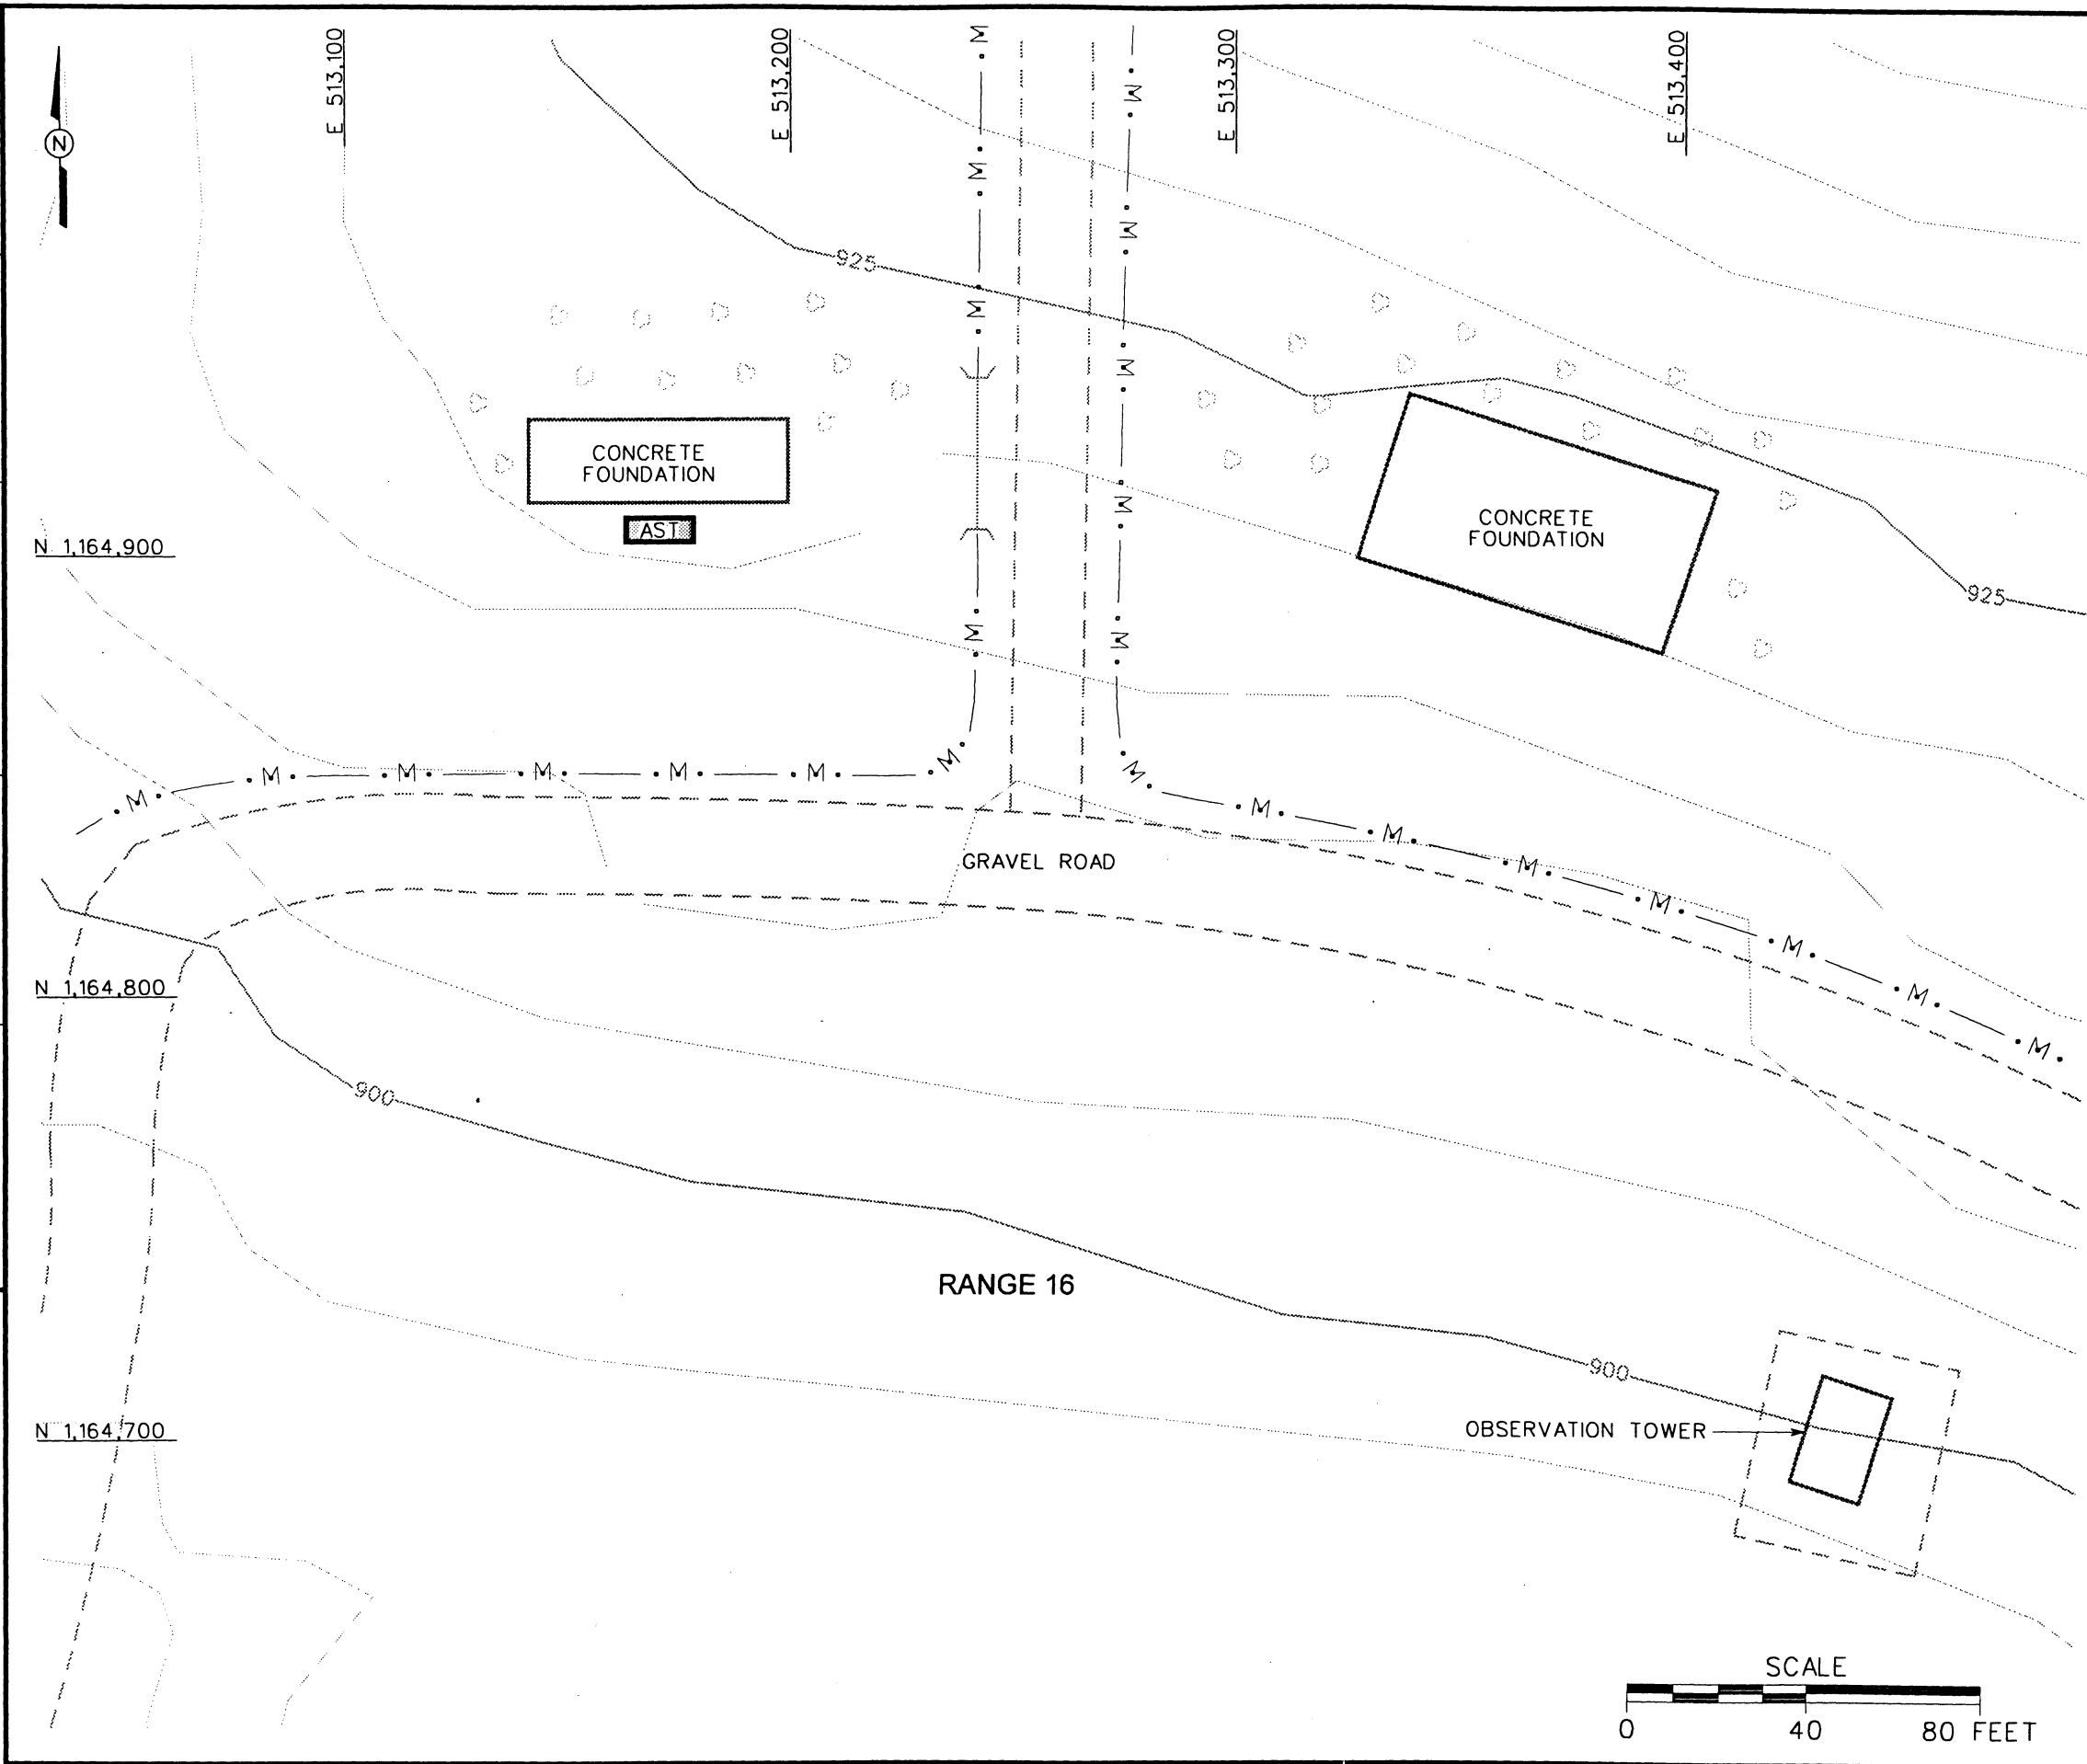 E 513,100
E 513,200
E 513,300
E 513,400
M
M
N
M
M
925
M
M
M
CONCRETE
FOUNDATION
AST
M
CONCRETE
FOUNDATION
N 1,164,900
925
M
M
M
M
M
M
M
M
M
M
M
M
M
GRAVEL ROAD
M
M
M
M
M
N 1,164,800
900
RANGE 16
900
OBSERVATION TOWER
N 1,164,700
SCALE
0 40 80 FEET